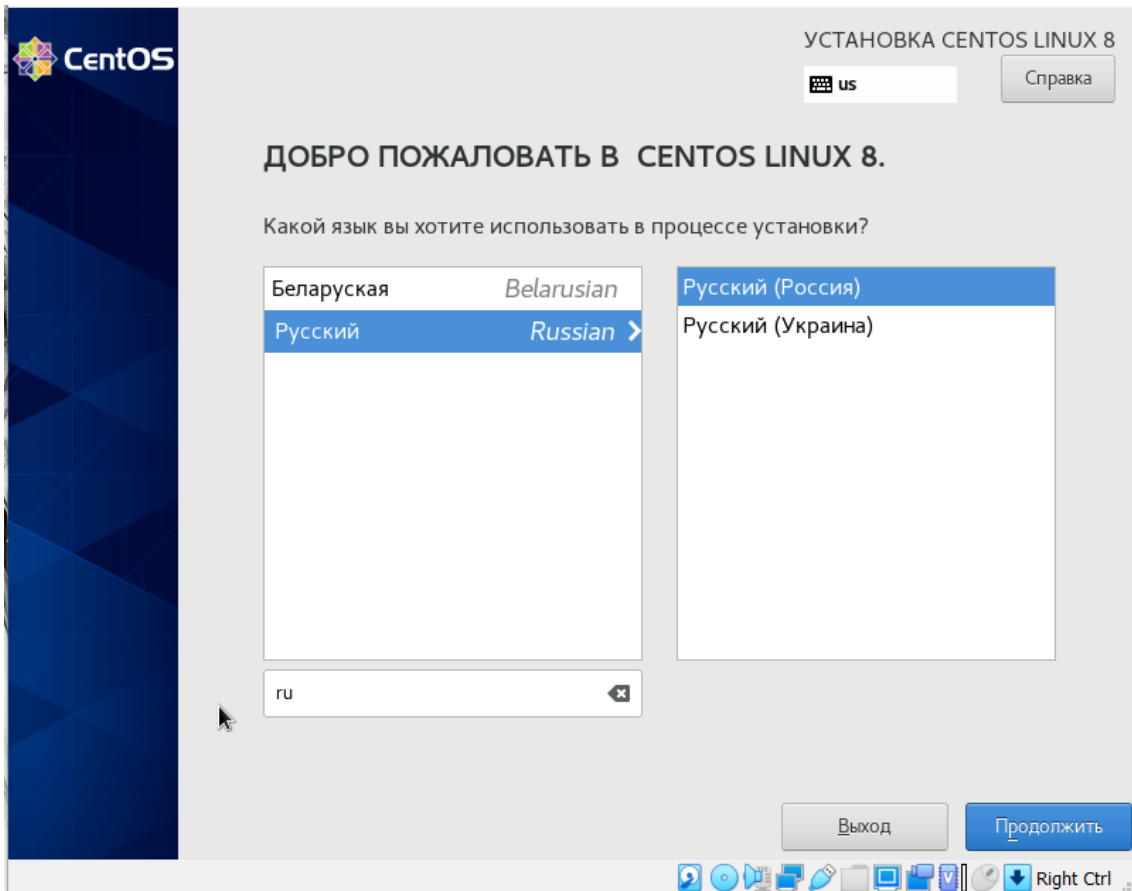 CentOS
УСТАНОВКА CENTOS LINUX 8
us
Справка
ДОБРО ПОЖАЛОВАТЬ В CENTOS LINUX 8.
Какой язык вы хотите использовать в процессе установки?
Беларуская Belarusian
Русский Russian
Русский (Россия)
Русский (Украина)
ru
Выход
Продолжить
Right Ctrl